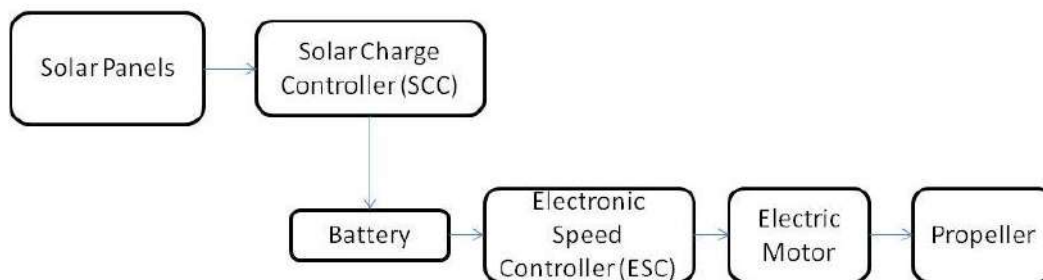 Solar Panels
Solar Charge
Controller (SCC)
Battery
Electronic
Speed
Controller (ESC)
Electric
Motor
Propeller